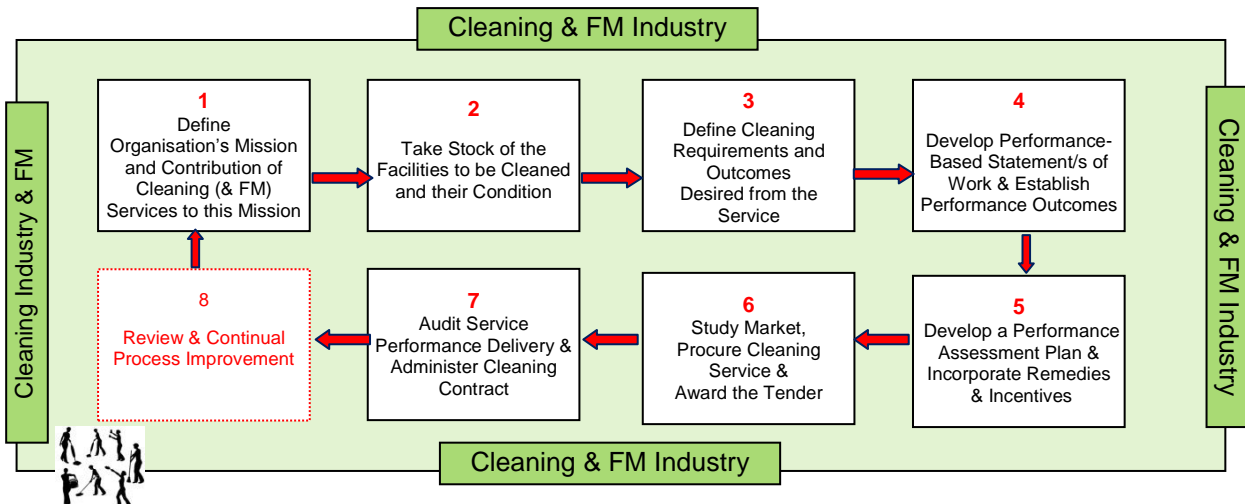 Cleaning & FM Industry
Cleaning Industry & FM
1
Define
Organisation's Mission
and Contribution of
Cleaning (& FM)
Services to this Mission
2
Take Stock of the
Facilities to be Cleaned
and their Condition
3
Define Cleaning
Requirements and
Outcomes
Desired from the
Service
4
Develop Performance-
Based Statement/s of
Work & Establish
Performance Outcomes
Cleaning & FM Industry
8
Review & Continual
Process Improvement
7
Audit Service
Performance Delivery &
Administer Cleaning
Contract
6
Study Market,
Procure Cleaning
Service &
Award the Tender
5
Develop a Performance
Assessment Plan &
Incorporate Remedies
& Incentives
Cleaning & FM Industry